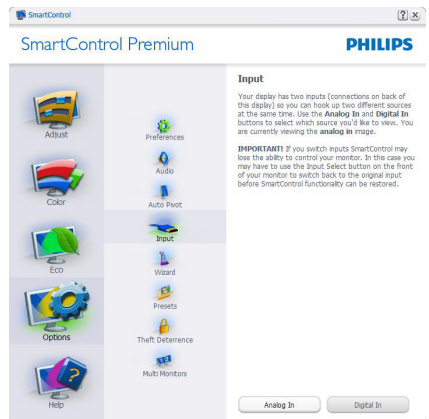 SmartControl
SmartControl Premium
PHILIPS
Adjust
Color
Eco
Options
Help
Preferences
Audio
Auto Pivot
Input
Wizard
Presets
Theft Deterrence
Multi Monitors
Input
Your display has two inputs (connections on back of
this display) so you can hook up two different sources
at the same time. Use the Analog In and Digital In
buttons to select which source you'd like to view. You
are currently viewing the analog in image.
IMPORTANT! If you switch inputs SmartControl may
lose the ability to control your monitor. In this case you
may have to use the Input Select button on the front
of your monitor to switch back to the original input
before SmartControl functionality can be restored.
Analog In
Digital In